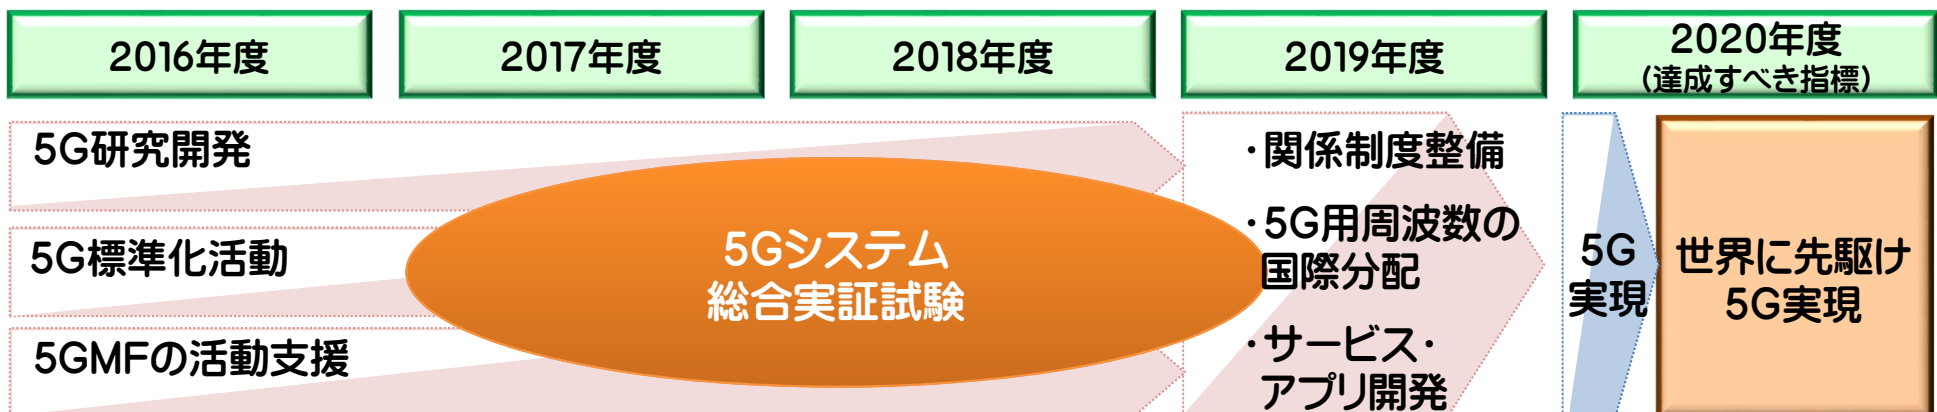 2016年度
2017年度
2018年度
2019年度
2020年度
(達成すべき指標)
5G研究開発
5G標準化活動
5GMFの活動支援
5Gシステム
総合実証試験
・関係制度整備
・5G用周波数の
国際分配
・サービス・
アプリ開発
5G
実現
世界に先駆け
5G実現